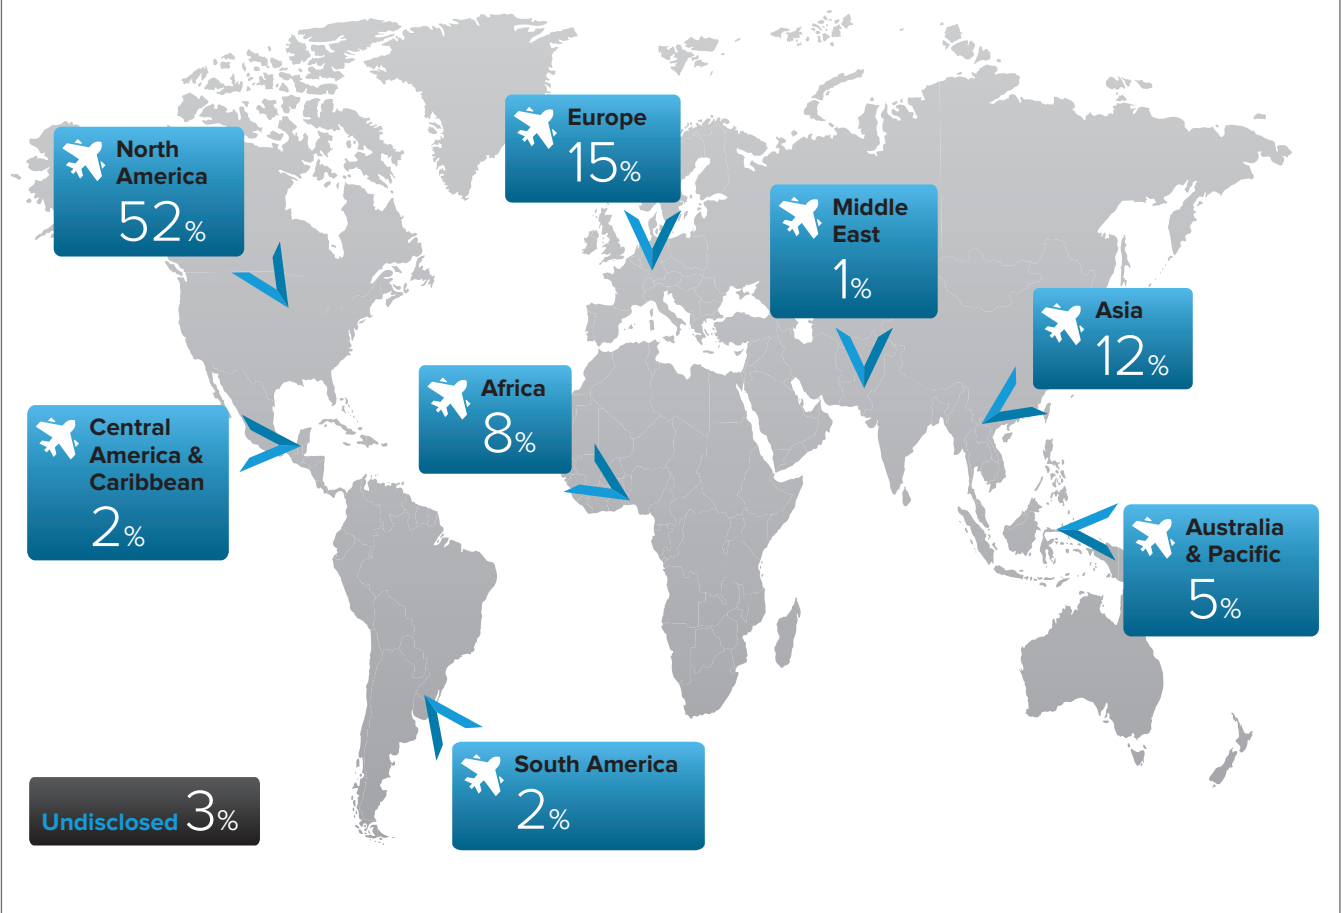 North
America
52%
Europe
15%
Middle
East
1%
Asia
12%
Africa
8%
Central
America &
Caribbean
2%
Australia
& Pacific
5%
South America
2%
Undisclosed 3%